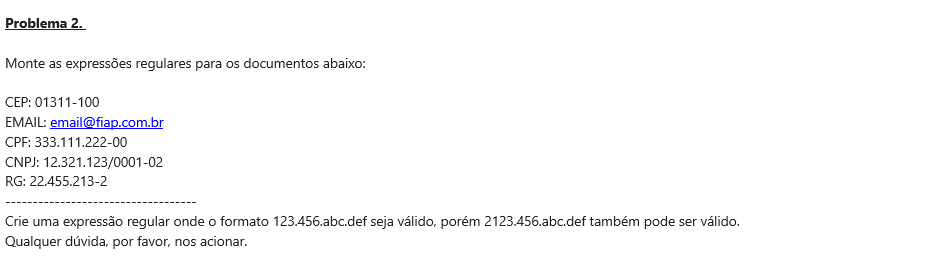 Problema 2.
Monte as expressões regulares para os documentos abaixo:
CEP: 01311-100
EMAIL: email@fiap.com.br
CPF: 333.111.222-00
CNPJ: 12.321.123/0001-02
RG: 22.455.213-2
-----------------------------------
Crie uma expressão regular onde o formato 123.456.abc.def seja válido, porém 2123.456.abc.def também pode ser válido.
Qualquer dúvida, por favor, nos acionar.